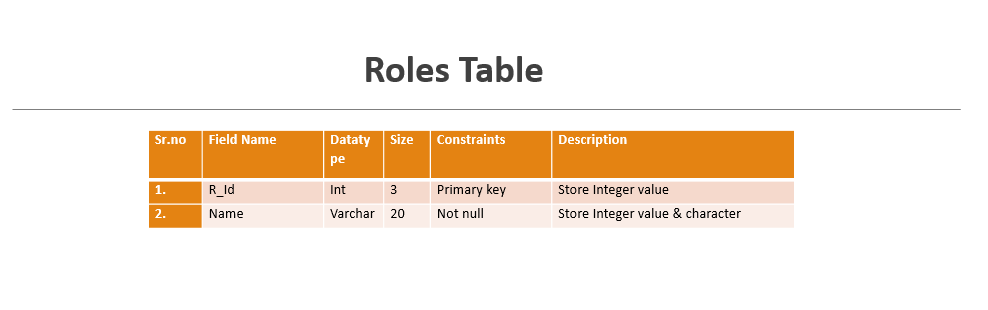 Roles Table
Sr.no Field Name Dataty Size Constraints Description
pe
1. R_Id Int 3 Primary key Store Integer value
2. Name Varchar 20 Not null Store Integer value & character